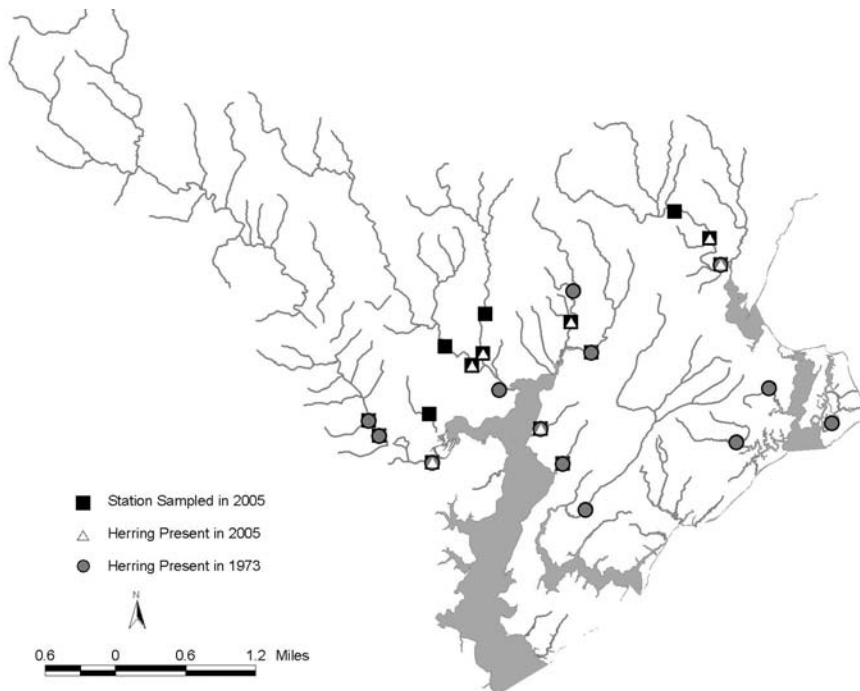 Station Sampled in 2005
Herring Present in 2005
Herring Present in 1973
N
0.6 0 0.6 1.2 Miles